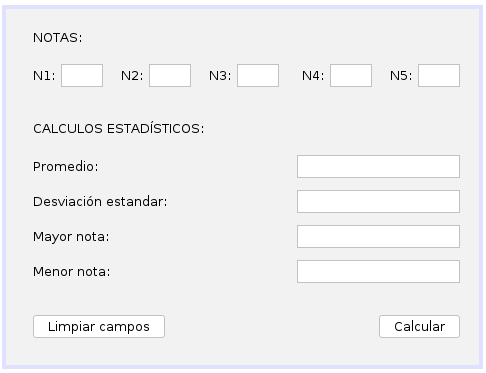 NOTAS:
N1: N2: N3: N4: N5:
CALCULOS ESTADÍSTICOS:
Promedio:
Desviación estandar:
Mayor nota:
Menor nota:
Limpiar campos Calcular